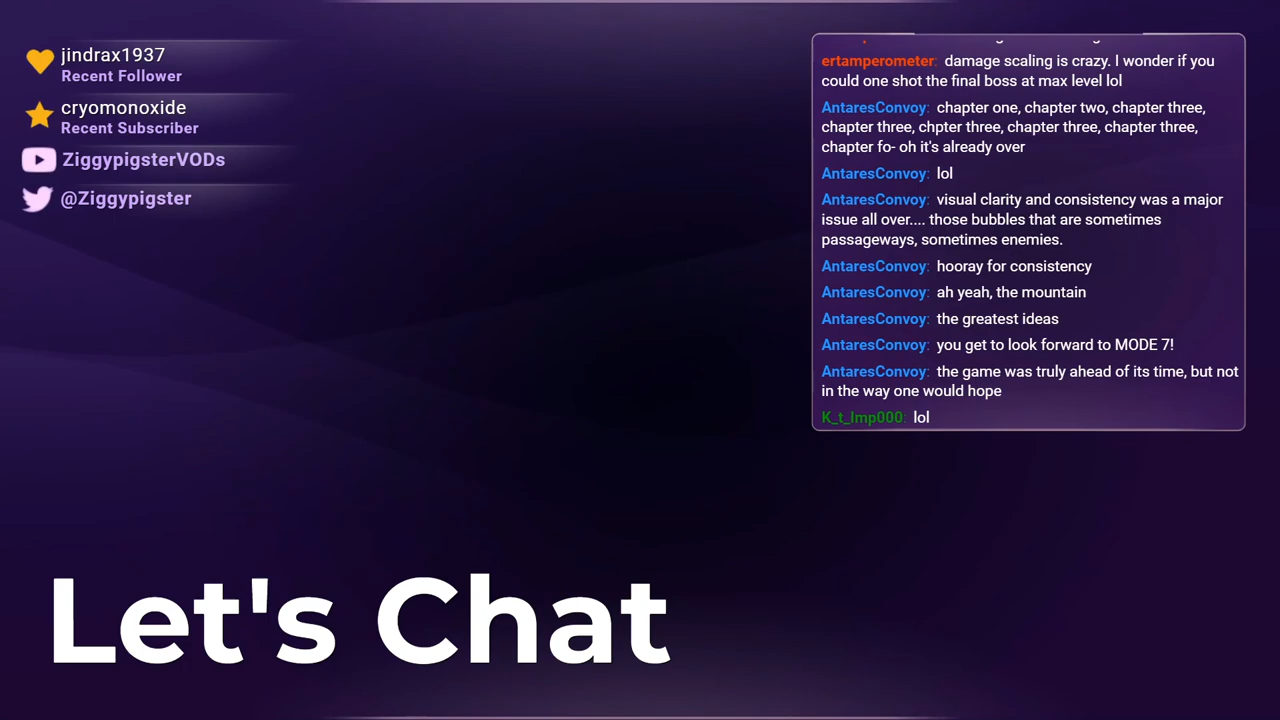 jindrax1937
Recent Follower
cryomonoxide
Recent Subscriber
ZiggypigsterVODs
@Ziggypigster
ertamperometer: damage scaling is crazy. I wonder if you
could one shot the final boss at max level lol
AntaresConvoy: chapter one, chapter two, chapter three,
chapter three, chpter three, chapter three, chapter three,
chapter fo- oh it's already over
AntaresConvoy: lol
AntaresConvoy: visual clarity and consistency was a major
issue all over.... those bubbles that are sometimes
passageways, sometimes enemies.
AntaresConvoy: hooray for consistency
AntaresConvoy: ah yeah, the mountain
AntaresConvoy: the greatest ideas
AntaresConvoy: you get to look forward to MODE 7!
AntaresConvoy: the game was truly ahead of its time, but not
in the way one would hope
K_t_Imp000: lol
Let's Chat